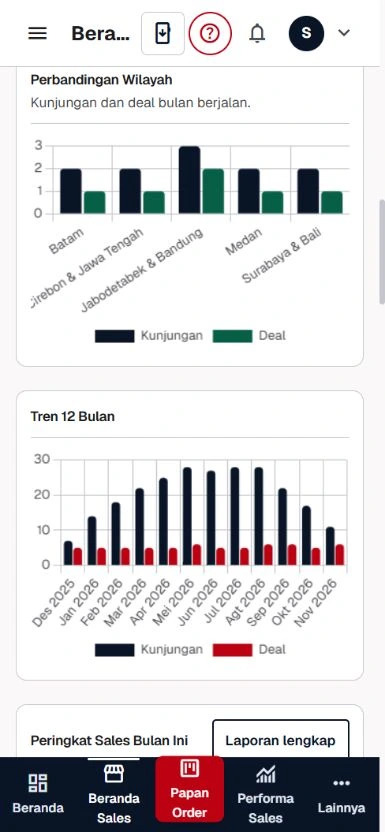 Bera...
S
Perbandingan Wilayah
Kunjungan dan deal bulan berjalan.
3
2
1
0
Batam
Cirebon & Jawa Tengah
Jabodetabek & Bandung
Medan
Surabaya & Bali
Kunjungan Deal
Tren 12 Bulan
30
20
10
0
Des 2025
Jan 2026
Feb 2026
Mar 2026
Apr 2026
Mei 2026
Jun 2026
Jul 2026
Agt 2026
Sep 2026
Okt 2026
Nov 2026
Kunjungan Deal
Peringkat Sales Bulan Ini
Laporan lengkap
Beranda
Beranda
Sales
Papan
Order
Performa
Sales
Lainnya